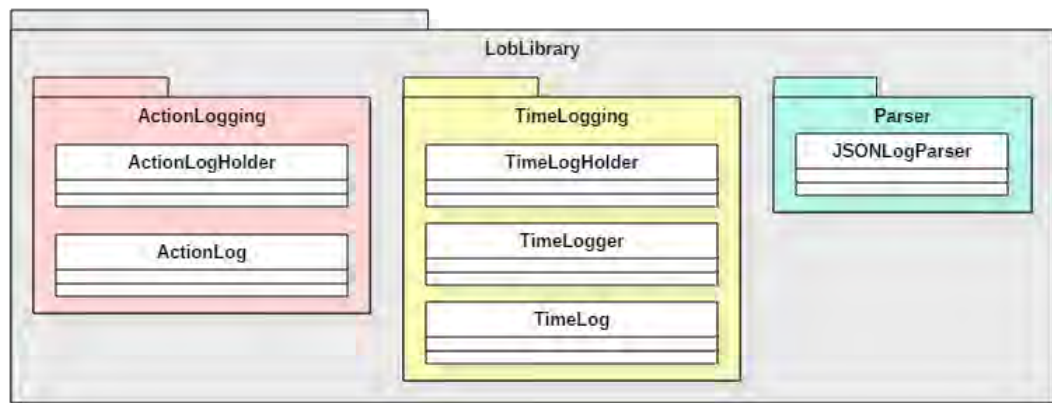 LobLibrary
ActionLogging
ActionLogHolder
ActionLog
TimeLogging
TimeLogHolder
TimeLogger
TimeLog
Parser
JSONLogParser